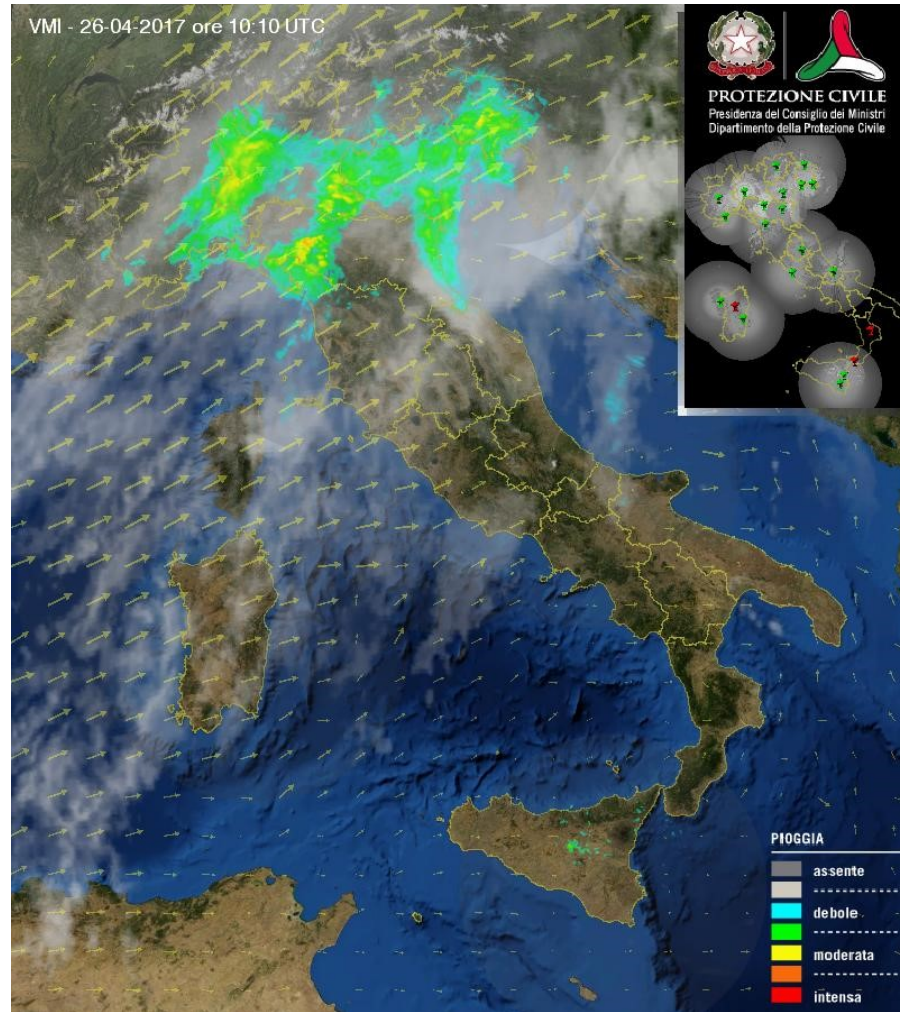 VMI - 26-04-2017 ore 10:10 UTC
PROTEZIONE CIVILE
Presidenza del Consiglio dei Ministri
Dipartimento della Protezione Civile
PIOGGIA
assente
debole
moderata
intensa